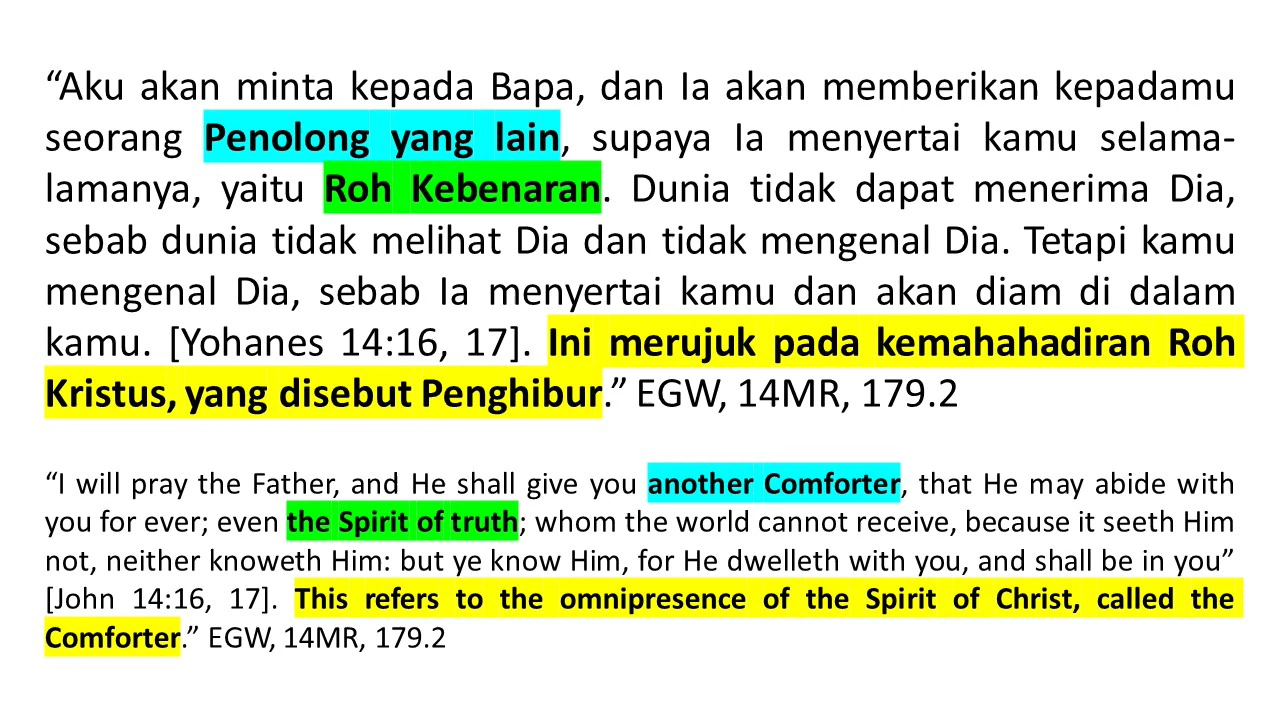 “Aku akan minta kepada Bapa, dan Ia akan memberikan kepadamu
seorang Penolong yang lain, supaya Ia menyertai kamu selama-
lamanya, yaitu Roh Kebenaran. Dunia tidak dapat menerima Dia,
sebab dunia tidak melihat Dia dan tidak mengenal Dia. Tetapi kamu
mengenal Dia, sebab Ia menyertai kamu dan akan diam di dalam
kamu. [Yohanes 14:16, 17]. Ini merujuk pada kemahahadiran Roh
Kristus, yang disebut Penghibur.” EGW, 14MR, 179.2
“I will pray the Father, and He shall give you another Comforter, that He may abide with
you for ever; even the Spirit of truth; whom the world cannot receive, because it seeth Him
not, neither knoweth Him: but ye know Him, for He dwelleth with you, and shall be in you”
[John 14:16, 17]. This refers to the omnipresence of the Spirit of Christ, called the
Comforter.” EGW, 14MR, 179.2